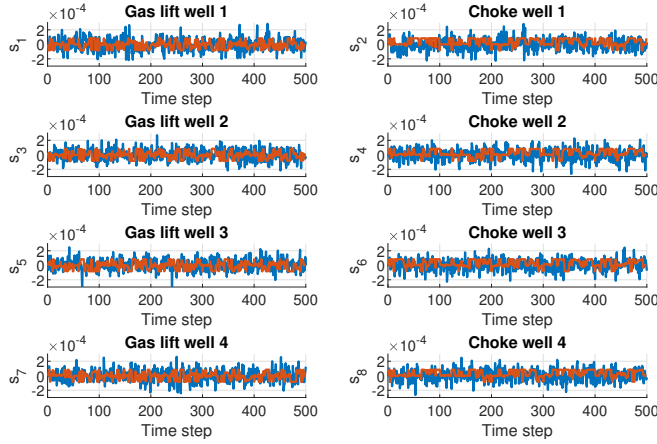 Gas lift well 1
×10⁻⁴
s₁
2
0
-2
0 100 200 300 400 500
Time step
Choke well 1
×10⁻⁴
s₂
2
0
-2
0 100 200 300 400 500
Time step
Gas lift well 2
×10⁻⁴
s₃
2
0
-2
0 100 200 300 400 500
Time step
Choke well 2
×10⁻⁴
s₄
2
0
-2
0 100 200 300 400 500
Time step
Gas lift well 3
×10⁻⁴
s₅
2
0
-2
0 100 200 300 400 500
Time step
Choke well 3
×10⁻⁴
s₆
2
0
-2
0 100 200 300 400 500
Time step
Gas lift well 4
×10⁻⁴
s₇
2
0
-2
0 100 200 300 400 500
Time step
Choke well 4
×10⁻⁴
s₈
2
0
-2
0 100 200 300 400 500
Time step